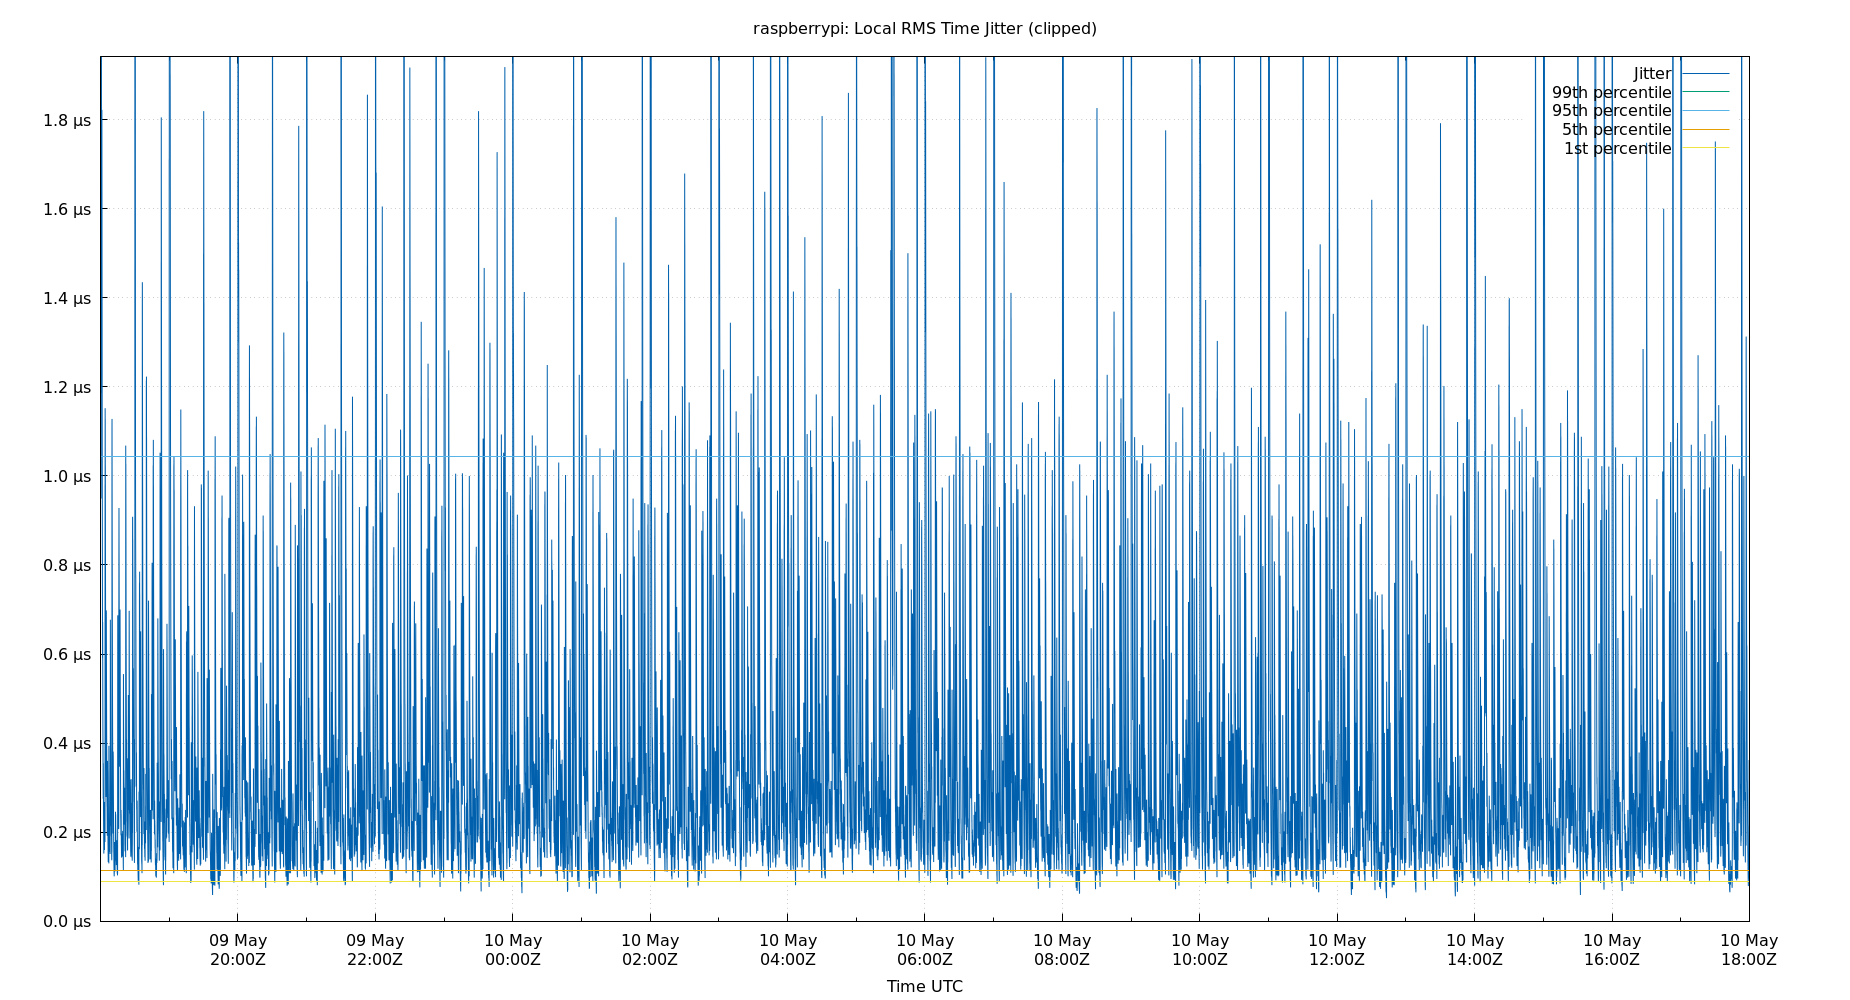 raspberrypi: Local RMS Time Jitter (clipped)
Jitter
99th percentile
95th percentile
5th percentile
1st percentile
1.8 µs
1.6 µs
1.4 µs
1.2 µs
1.0 µs
0.8 µs
0.6 µs
0.4 µs
0.2 µs
0.0 µs
09 May 09 May 10 May 10 May 10 May 10 May 10 May 10 May 10 May 10 May 10 May 10 May
20:00Z 22:00Z 00:00Z 02:00Z 04:00Z 06:00Z 08:00Z 10:00Z 12:00Z 14:00Z 16:00Z 18:00Z
Time UTC